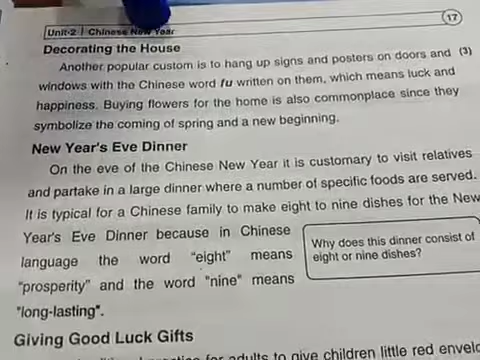 Unit-2 Chinese New Year
17
Decorating the House
Another popular custom is to hang up signs and posters on doors and (3)
windows with the Chinese word fu written on them, which means luck and
happiness. Buying flowers for the home is also commonplace since they
symbolize the coming of spring and a new beginning.
New Year's Eve Dinner
On the eve of the Chinese New Year it is customary to visit relatives
and partake in a large dinner where a number of specific foods are served.
It is typical for a Chinese family to make eight to nine dishes for the New
Year's Eve Dinner because in Chinese
language the word "eight" means
"prosperity" and the word "nine" means
"long-lasting".
Why does this dinner consist of
eight or nine dishes?
Giving Good Luck Gifts
for adults to give children little red